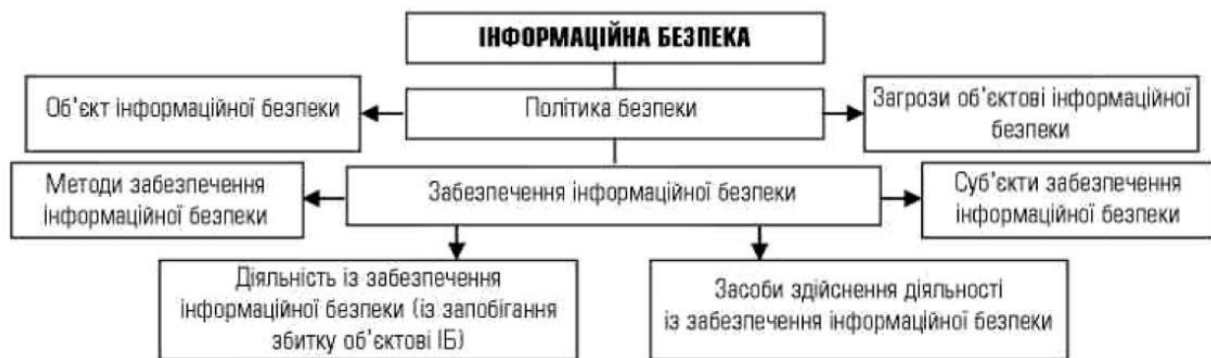 ІНФОРМАЦІЙНА БЕЗПЕКА
Об'єкт інформаційної безпеки
Політика безпеки
Загрози об'єктові інформаційної
безпеки
Методи забезпечення
інформаційної безпеки
Забезпечення інформаційної безпеки
Суб'єкти забезпечення
інформаційної безпеки
Діяльність із забезпечення
інформаційної безпеки (із запобігання
збитку об'єктові ІБ)
Засоби здійснення діяльності
із забезпечення інформаційної безпеки